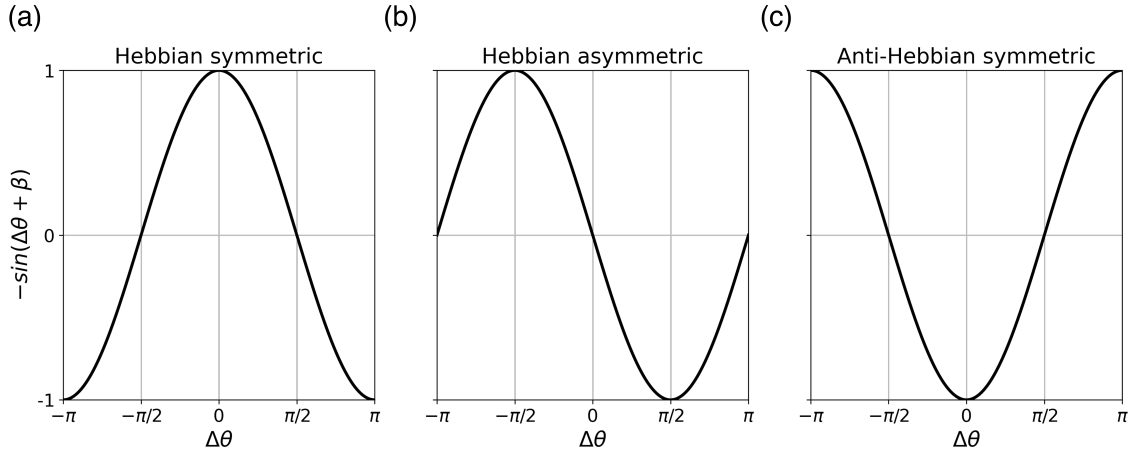 (a) (b) (c)
Hebbian symmetric Hebbian asymmetric Anti-Hebbian symmetric
1
0
-1
−sin(Δθ + β)
−π −π/2 0 π/2 π −π −π/2 0 π/2 π −π −π/2 0 π/2 π
Δθ Δθ Δθ